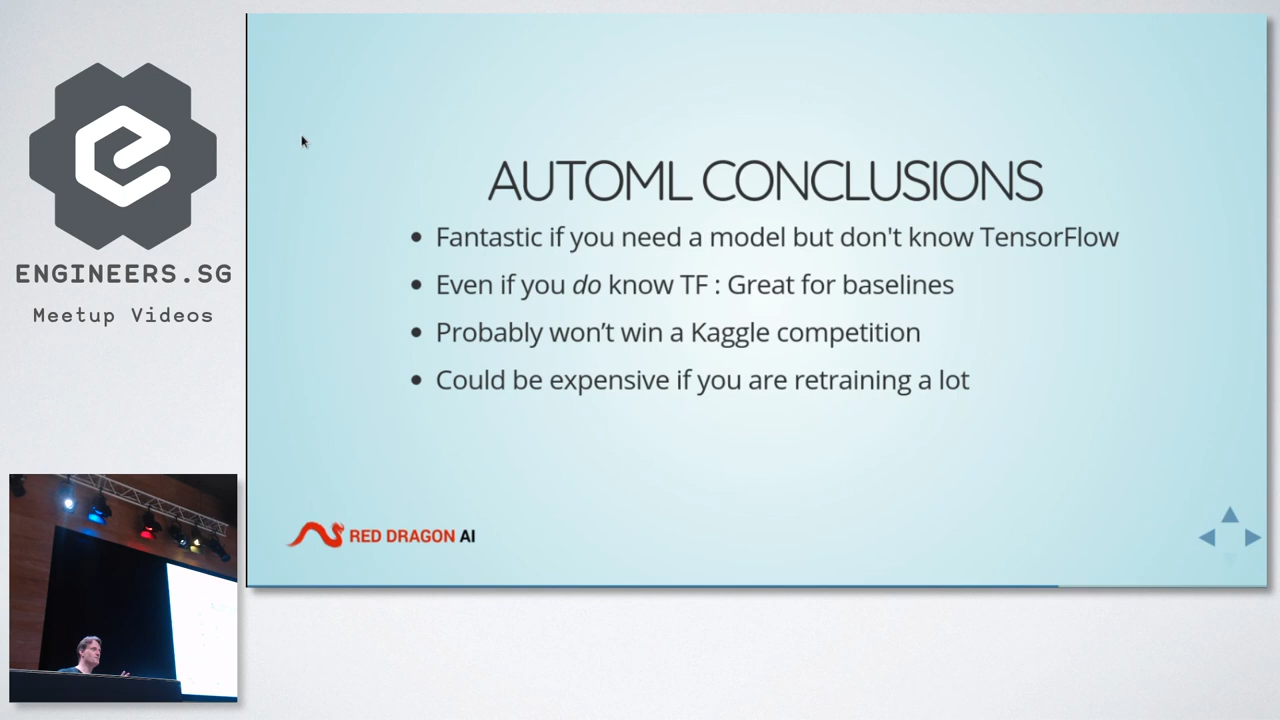 ENGINEERS.SG
Meetup Videos
AUTOML CONCLUSIONS
• Fantastic if you need a model but don't know TensorFlow
• Even if you do know TF : Great for baselines
• Probably won’t win a Kaggle competition
• Could be expensive if you are retraining a lot
RED DRAGON AI